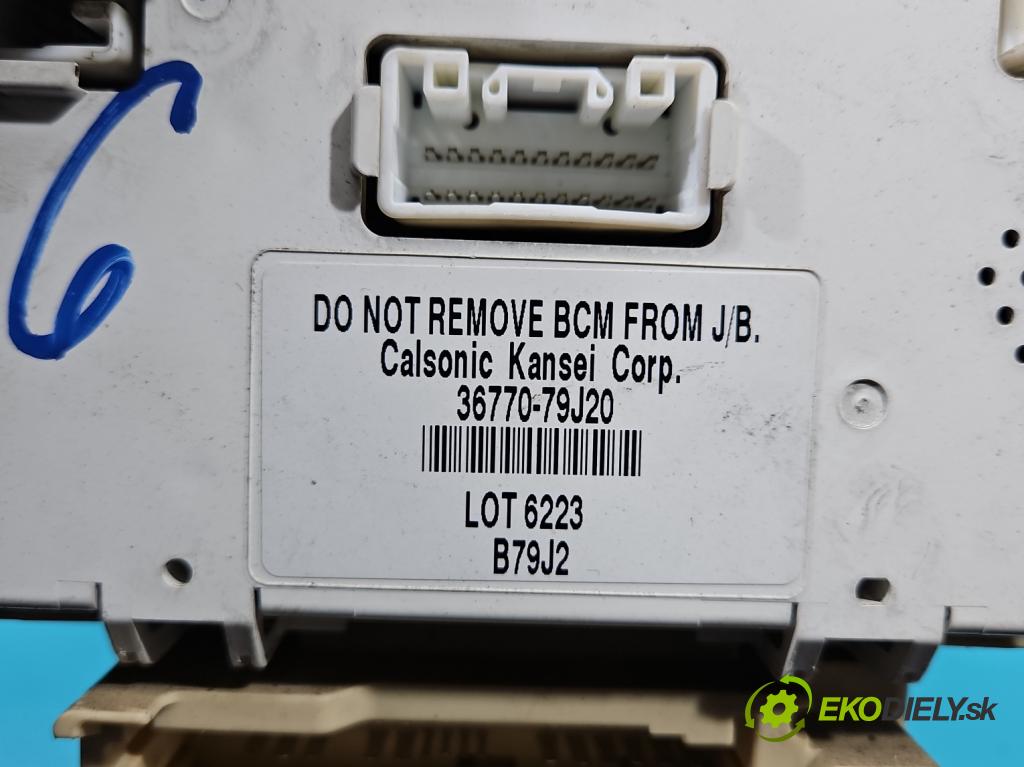 6
DO NOT REMOVE BCM FROM J/B.
Calsonic Kansei Corp.
36770-79J20
LOT 6223
B79J2
EKODIELY.sk